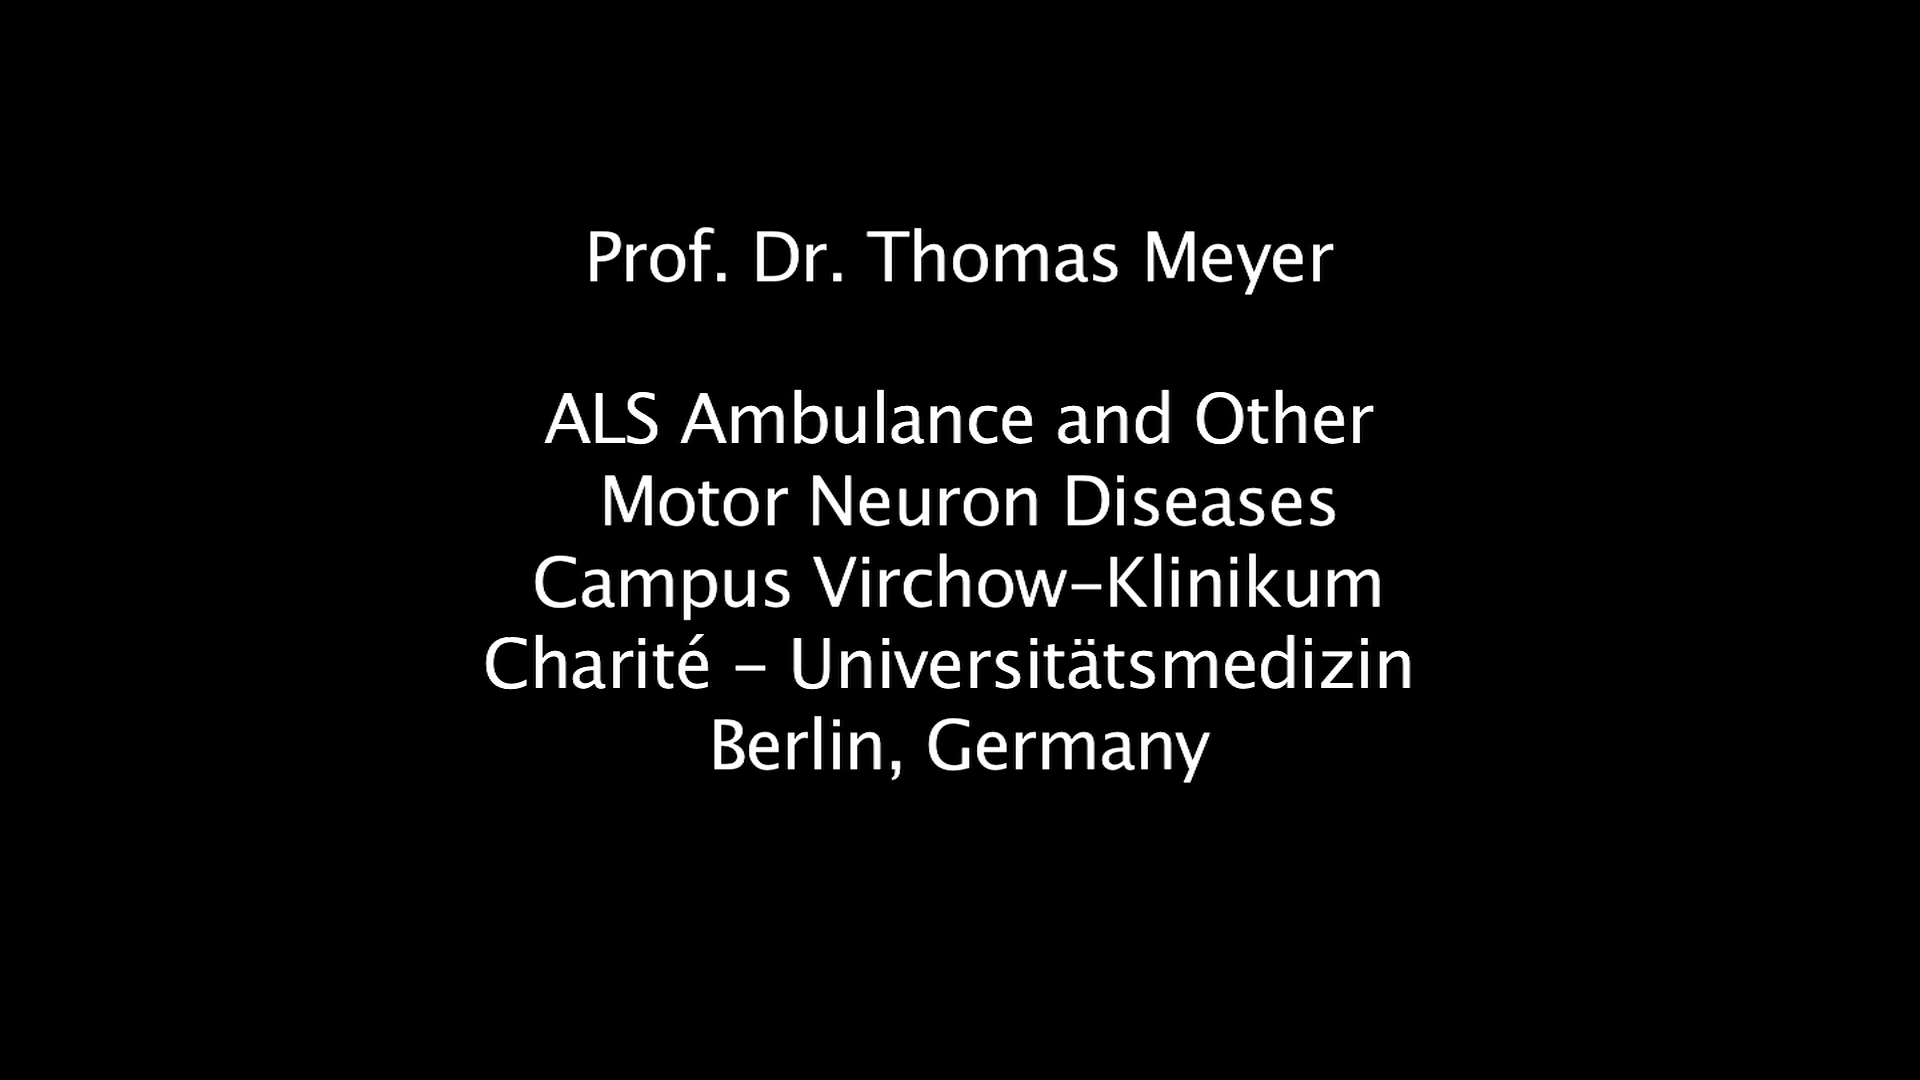 Prof. Dr. Thomas Meyer
ALS Ambulance and Other
Motor Neuron Diseases
Campus Virchow-Klinikum
Charité - Universitätsmedizin
Berlin, Germany